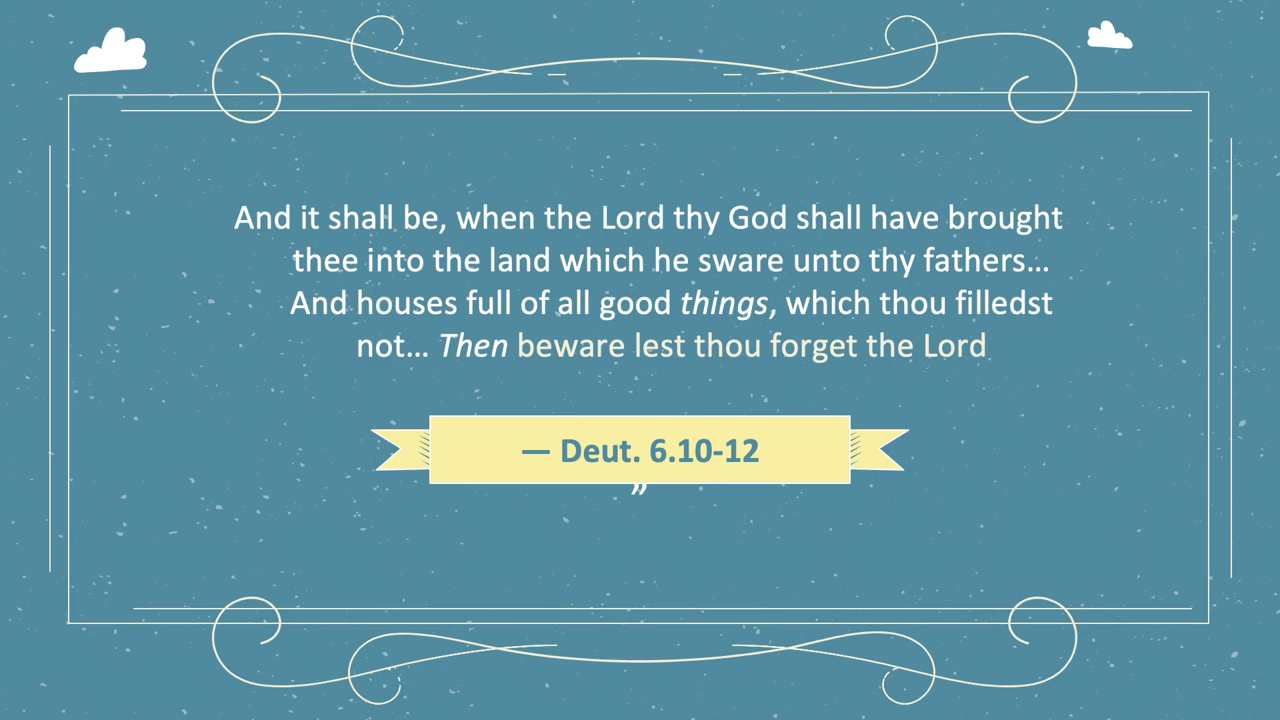 And it shall be, when the Lord thy God shall have brought
thee into the land which he sware unto thy fathers…
And houses full of all good things, which thou filledst
not… Then beware lest thou forget the Lord
— Deut. 6.10-12
”